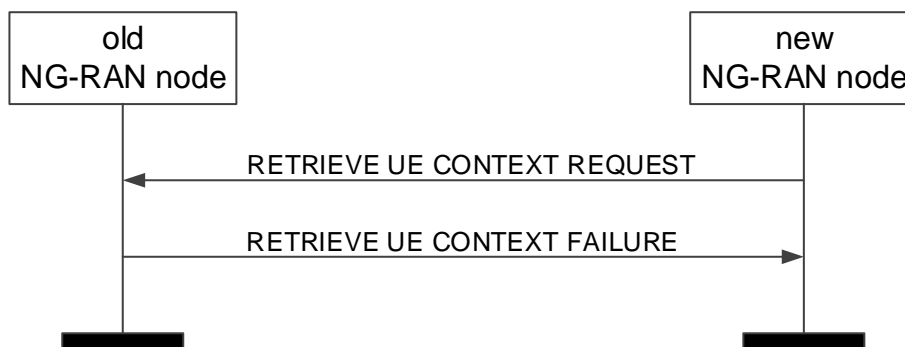 old
NG-RAN node
new
NG-RAN node
RETRIEVE UE CONTEXT REQUEST
RETRIEVE UE CONTEXT FAILURE